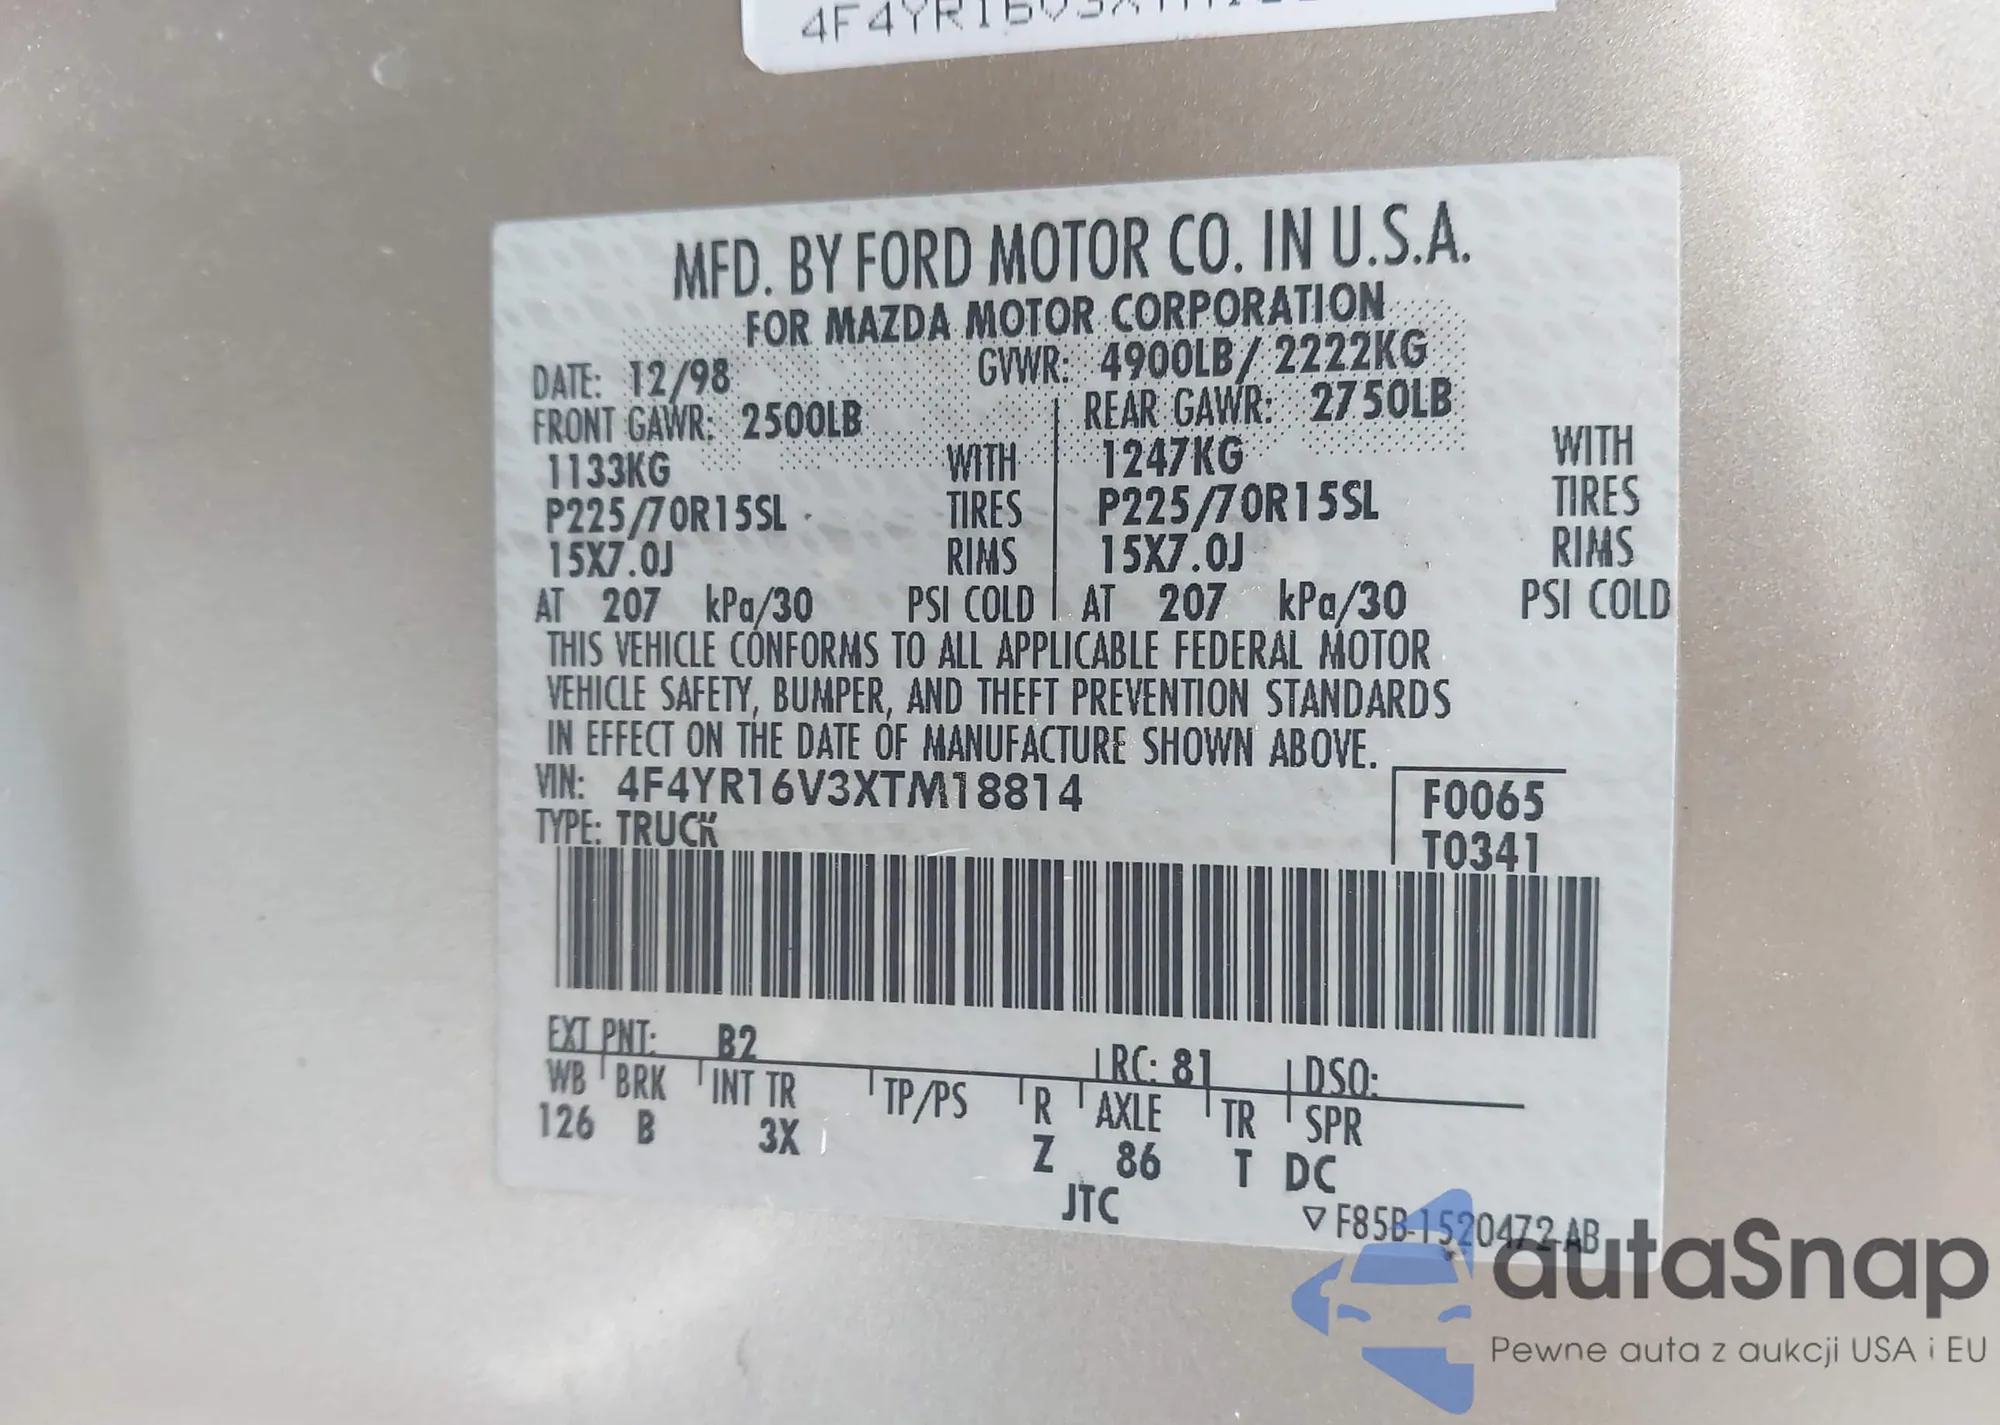 4F4YR16V3XTM
MFD. BY FORD MOTOR CO. IN U.S.A.
FOR MAZDA MOTOR CORPORATION
DATE: 12/98 GVWR: 4900LB/ 2222KG
FRONT GAWR: 2500LB REAR GAWR: 2750LB
1133KG WITH 1247KG WITH
P225/70R15SL TIRES P225/70R15SL TIRES
15X7.0J RIMS 15X7.0J RIMS
AT 207 kPa/30 PSI COLD AT 207 kPa/30 PSI COLD
THIS VEHICLE CONFORMS TO ALL APPLICABLE FEDERAL MOTOR
VEHICLE SAFETY, BUMPER, AND THEFT PREVENTION STANDARDS
IN EFFECT ON THE DATE OF MANUFACTURE SHOWN ABOVE.
VIN: 4F4YR16V3XTM18814 F0065
TYPE: TRUCK T0341
EXT PNT: B2 RC: 81 DSO:
WB BRK INT TR TP/PS R AXLE TR SPR
126 B 3X Z 86 T DC
JTC
▽ F85B-1520472-AB
autaSnap
Pewne auta z aukcji USA i EU